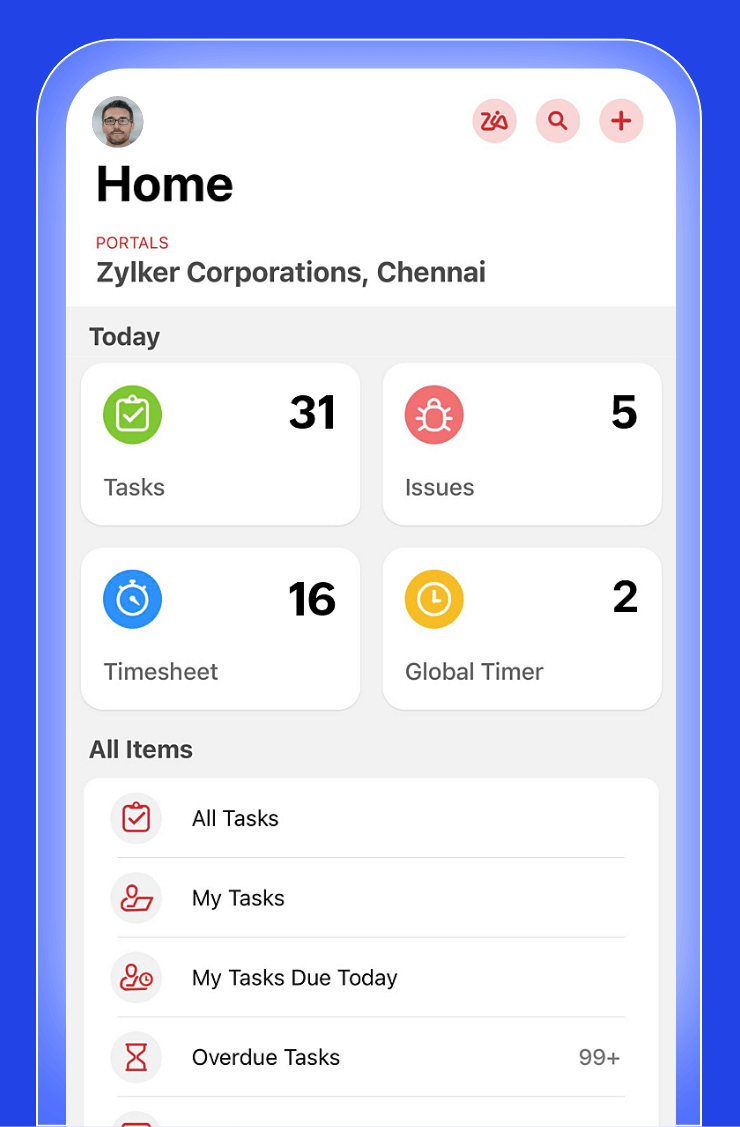 Zia
Home
PORTALS
Zylker Corporations, Chennai
Today
31
Tasks
5
Issues
16
Timesheet
2
Global Timer
All Items
All Tasks
My Tasks
My Tasks Due Today
Overdue Tasks
99+